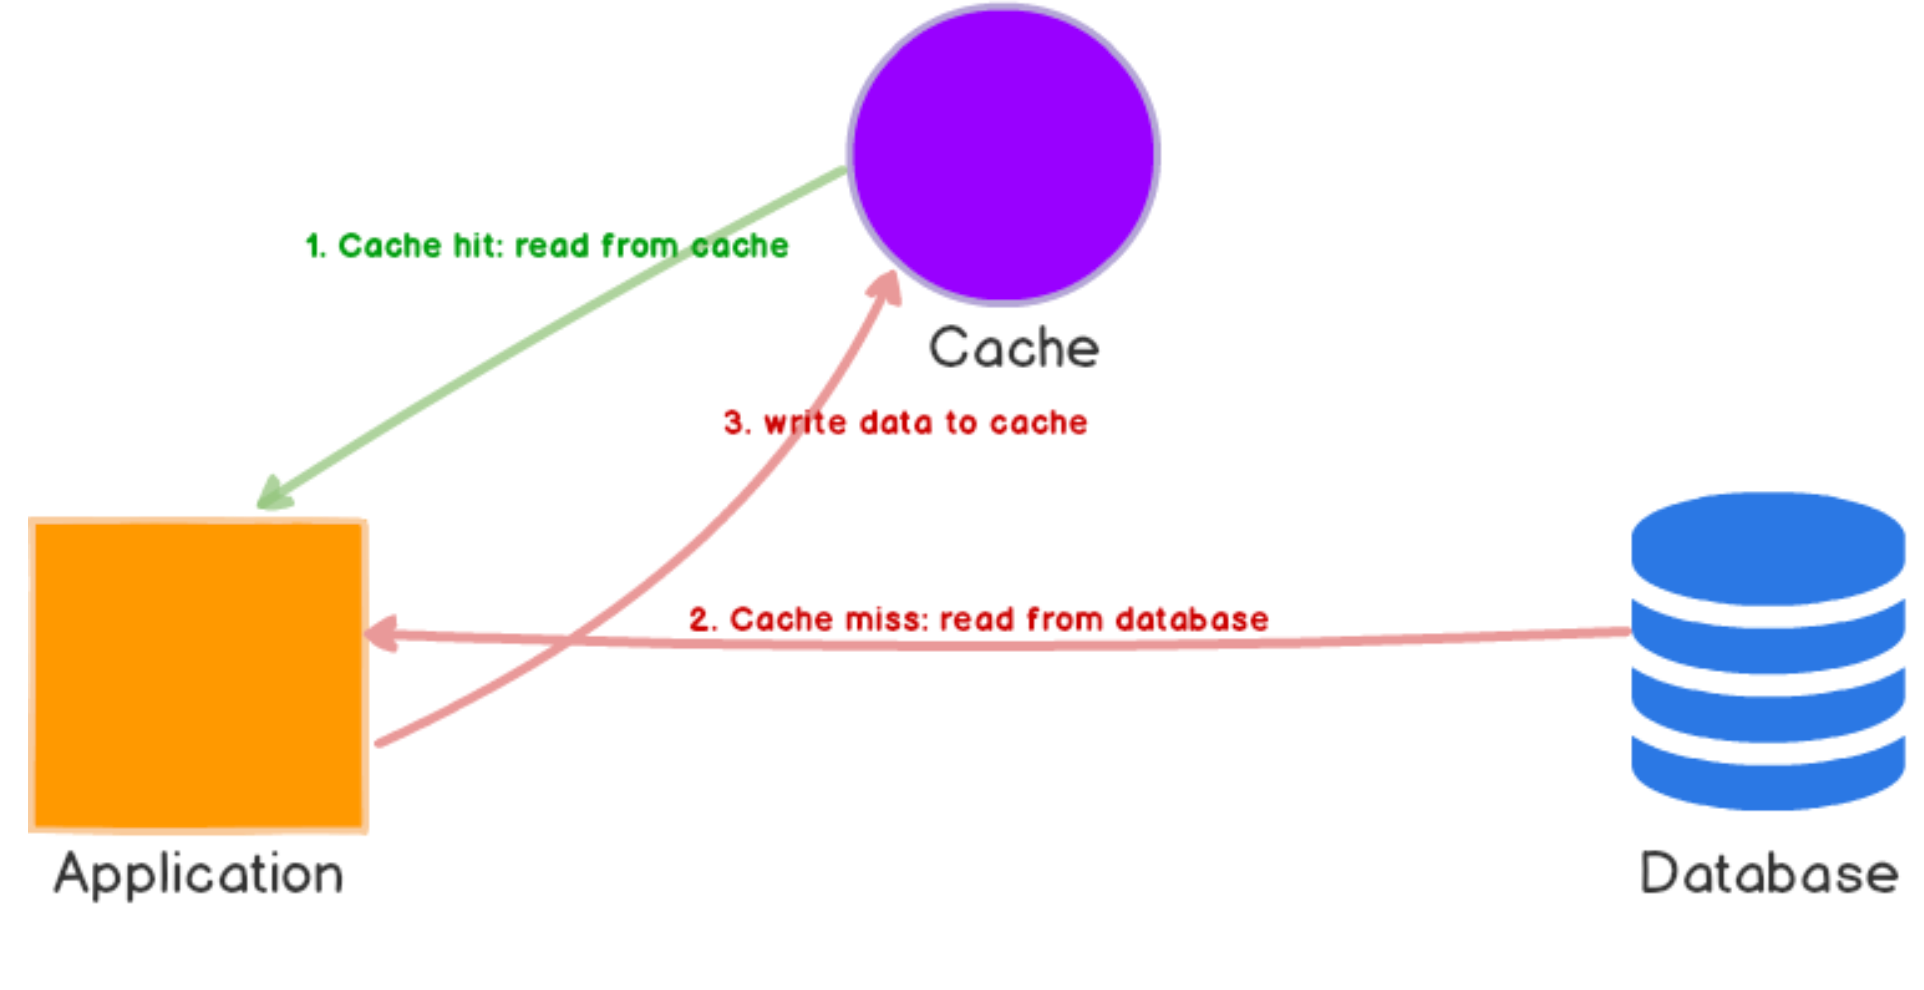 1. Cache hit: read from cache
Cache
3. write data to cache
2. Cache miss: read from database
Application
Database